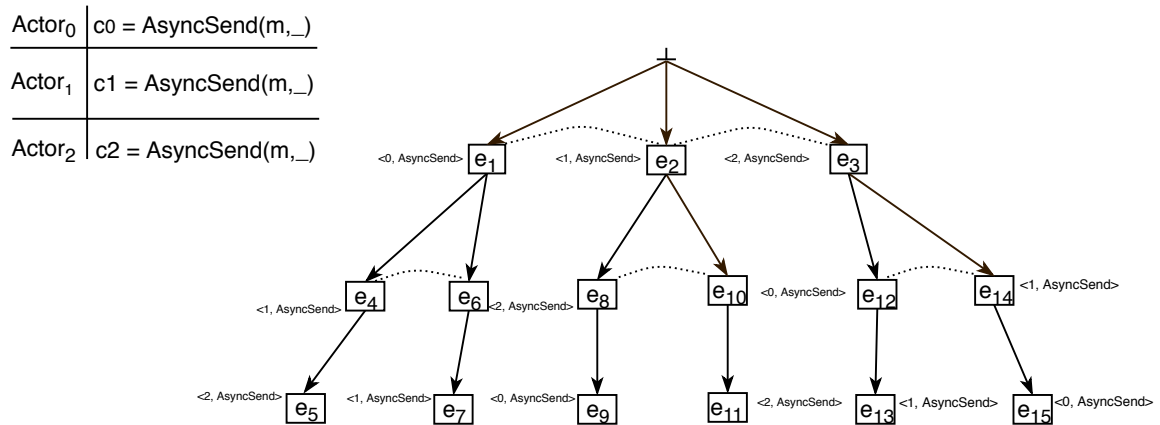 Actor0 c0 = AsyncSend(m,_)
Actor1 c1 = AsyncSend(m,_)
Actor2 c2 = AsyncSend(m,_)
⊥
<0, AsyncSend> e1 <1, AsyncSend> e2 <2, AsyncSend> e3
<1, AsyncSend> e4 e6 <2, AsyncSend> e8 e10 <0, AsyncSend> e12 e14 <1, AsyncSend>
<2, AsyncSend> e5 <1, AsyncSend> e7 <0, AsyncSend> e9 e11 <2, AsyncSend> e13 <1, AsyncSend> e15 <0, AsyncSend>